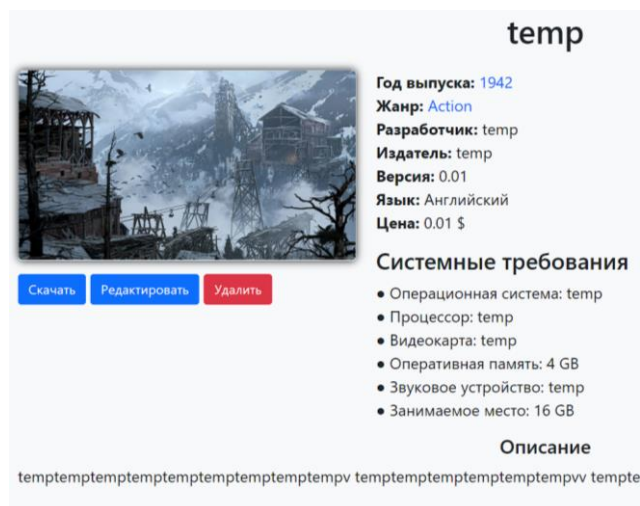 temp
Год выпуска: 1942
Жанр: Action
Разработчик: temp
Издатель: temp
Версия: 0.01
Язык: Английский
Цена: 0.01 $
Скачать Редактировать Удалить
Системные требования
● Операционная система: temp
● Процессор: temp
● Видеокарта: temp
● Оперативная память: 4 GB
● Звуковое устройство: temp
● Занимаемое место: 16 GB
Описание
temptemptemptemptemptemptemptemptempv temptemptemptemptempvv tempte